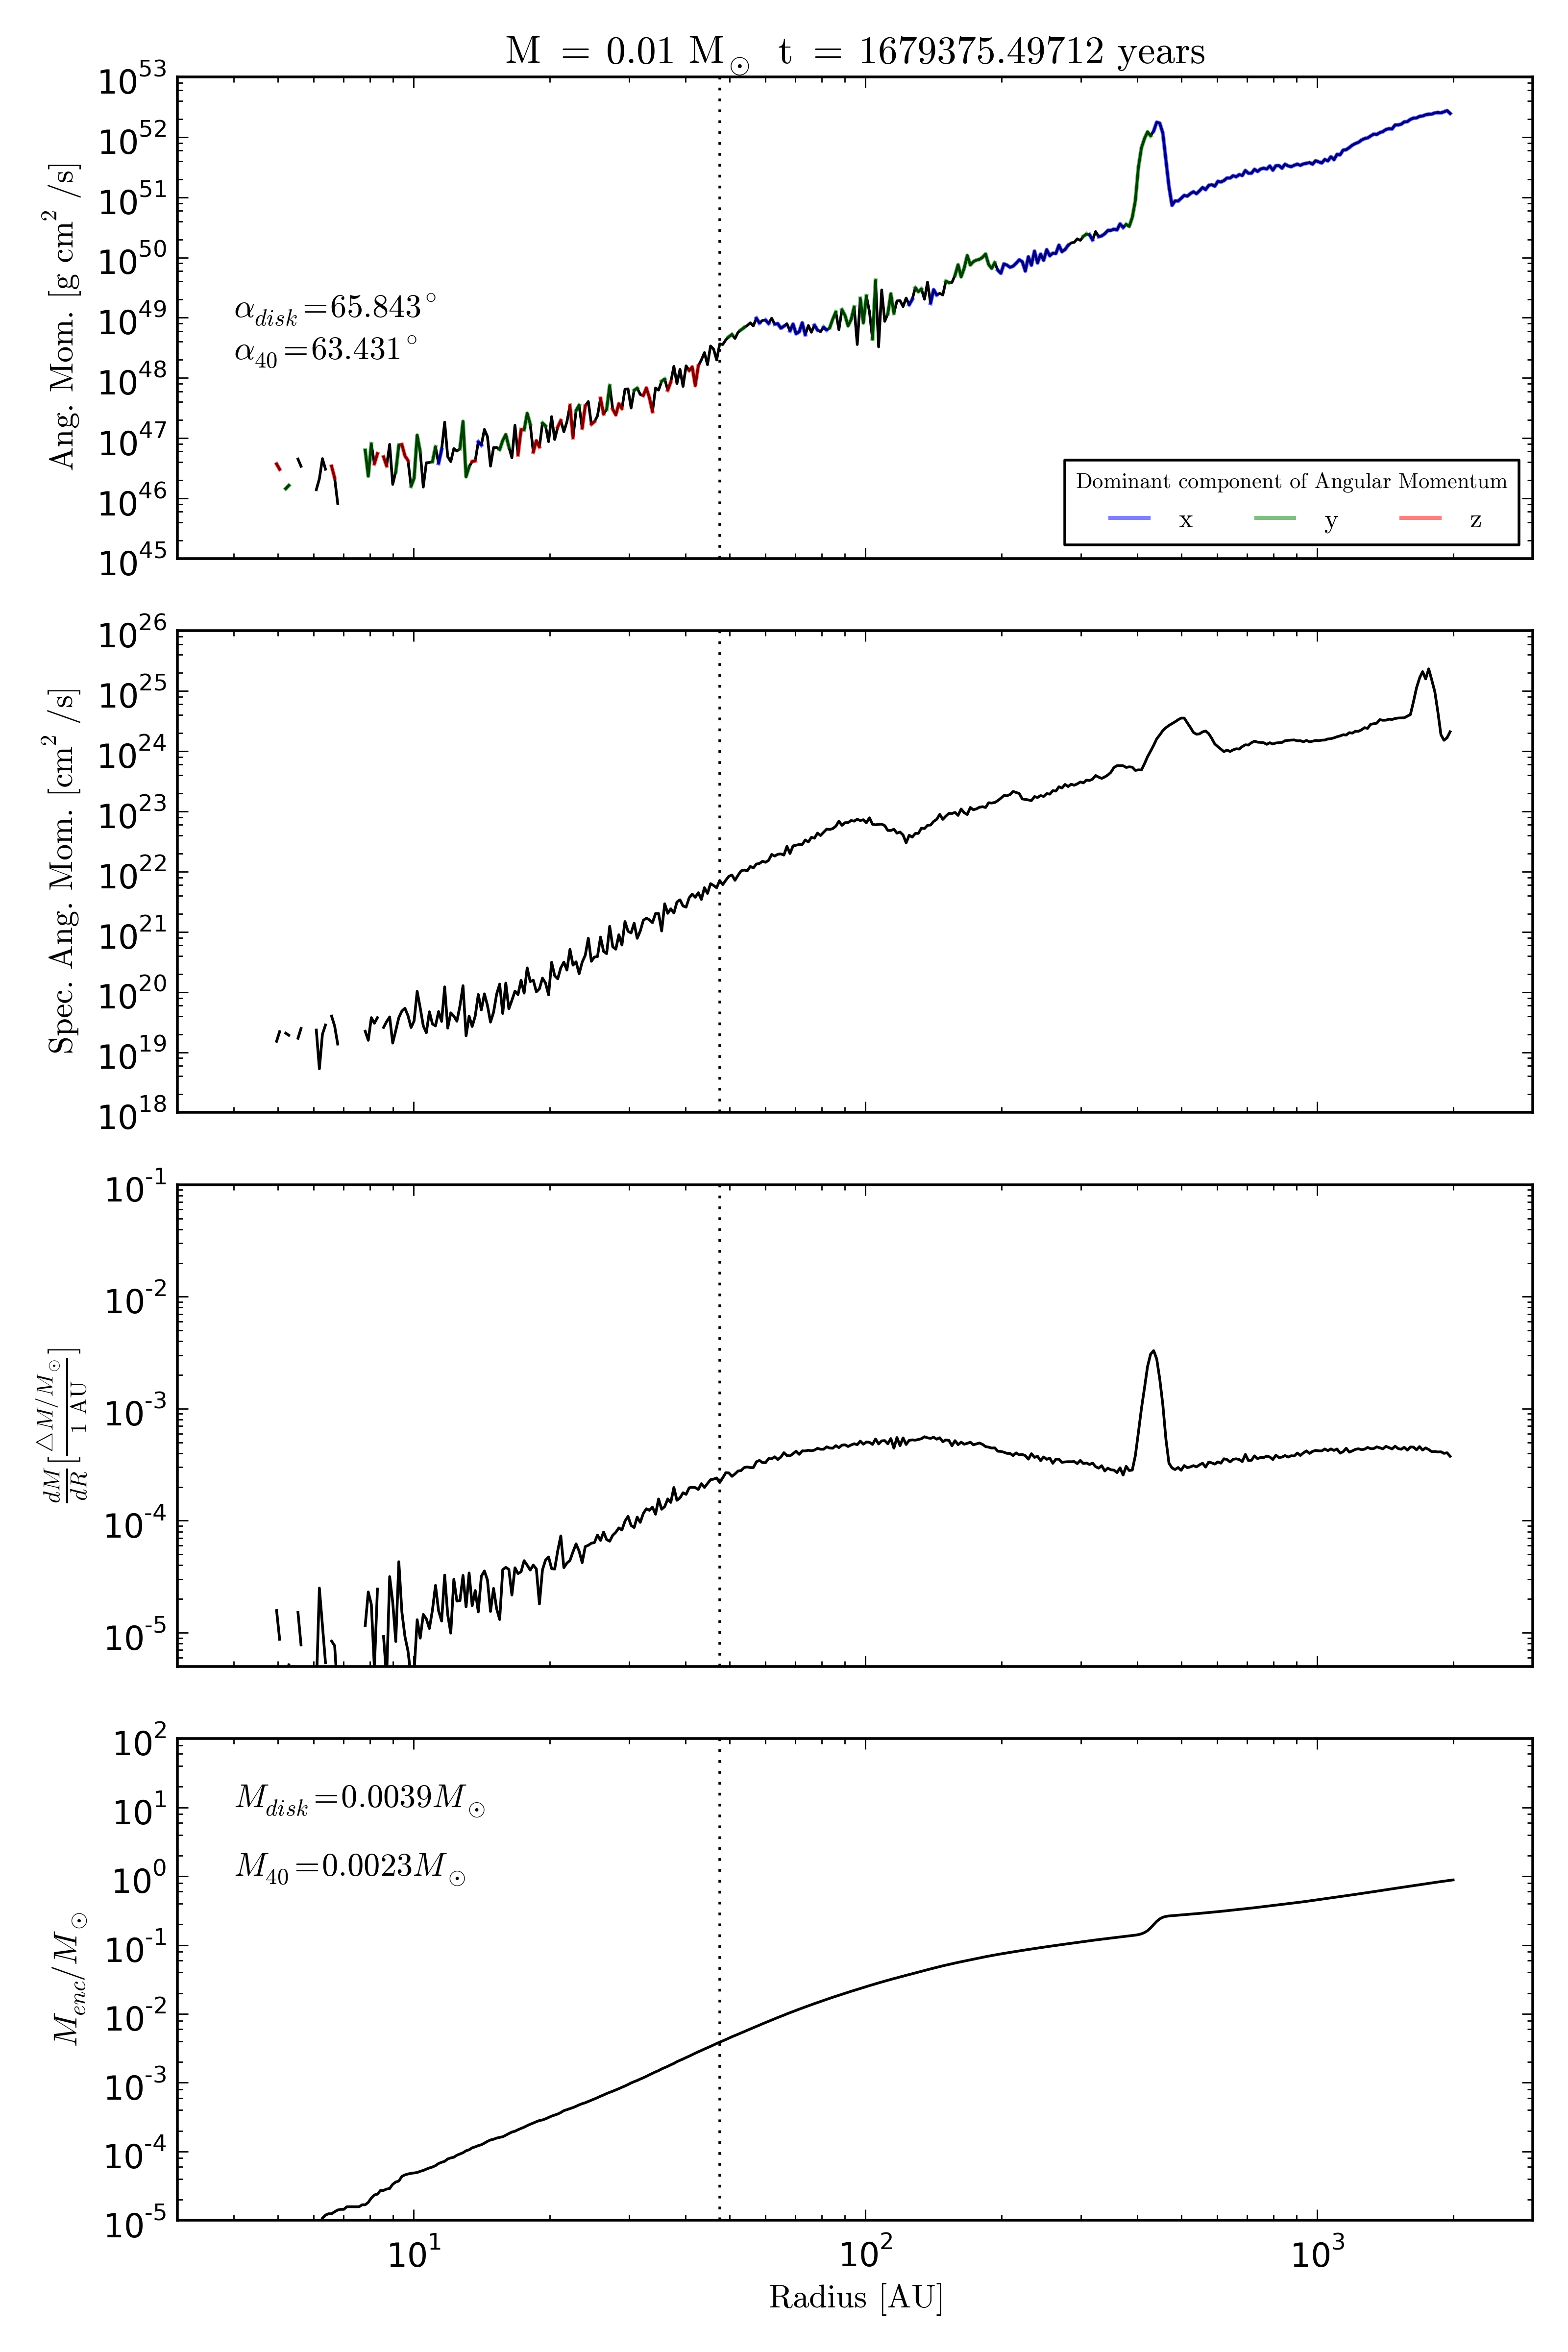 M = 0.01 M⊙ t = 1679375.49712 years
10^53
10^52
10^51
10^50
10^49
10^48
10^47
10^46
10^45
Ang. Mom. [g cm^2 /s]
α_disk=65.843°
α_40=63.431°
Dominant component of Angular Momentum
x y z
10^26
10^25
10^24
10^23
10^22
10^21
10^20
10^19
10^18
Spec. Ang. Mom. [cm^2 /s]
10^-1
10^-2
10^-3
10^-4
10^-5
dM/dR [△M/M⊙ / 1 AU]
10^2
10^1
10^0
10^-1
10^-2
10^-3
10^-4
10^-5
M_enc/M⊙
M_disk=0.0039M⊙
M_40=0.0023M⊙
10^1 10^2 10^3
Radius [AU]